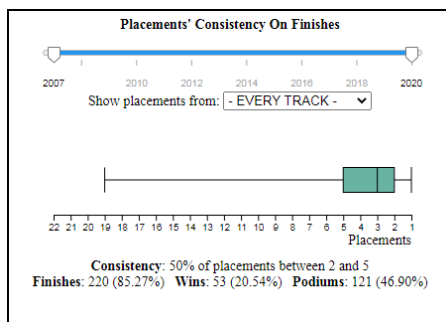 Placements' Consistency On Finishes
2007 2010 2012 2014 2016 2018 2020
Show placements from: - EVERY TRACK -
22 21 20 19 18 17 16 15 14 13 12 11 10 9 8 7 6 5 4 3 2 1
Placements
Consistency: 50% of placements between 2 and 5
Finishes: 220 (85.27%) Wins: 53 (20.54%) Podiums: 121 (46.90%)